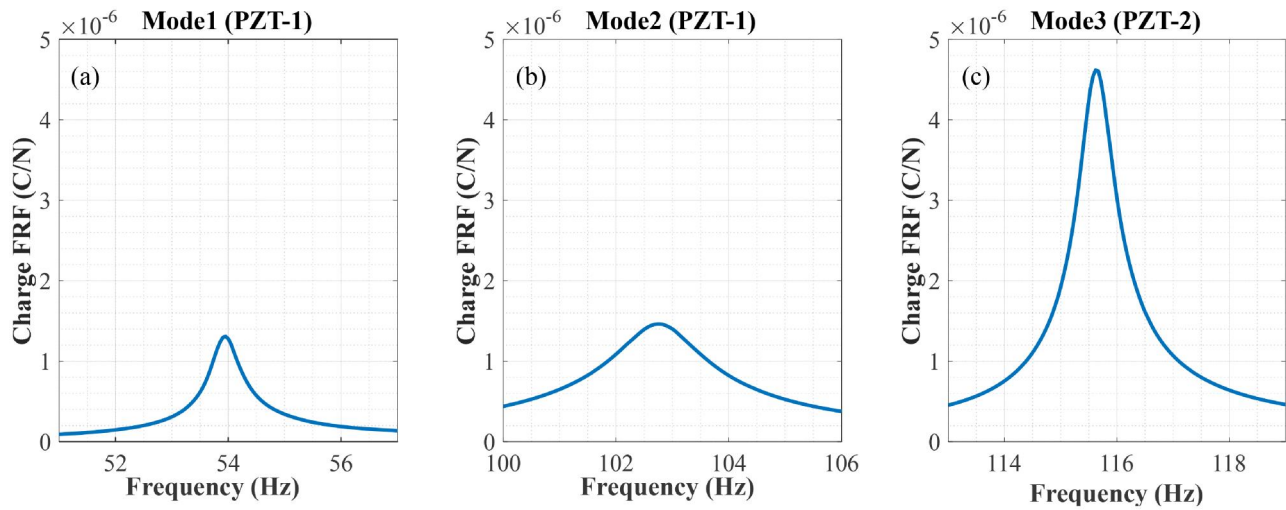 Mode1 (PZT-1)
×10⁻⁶
(a)
5
4
3
2
1
0
Charge FRF (C/N)
52 54 56
Frequency (Hz)
Mode2 (PZT-1)
×10⁻⁶
(b)
5
4
3
2
1
0
Charge FRF (C/N)
100 102 104 106
Frequency (Hz)
Mode3 (PZT-2)
×10⁻⁶
(c)
5
4
3
2
1
0
Charge FRF (C/N)
114 116 118
Frequency (Hz)